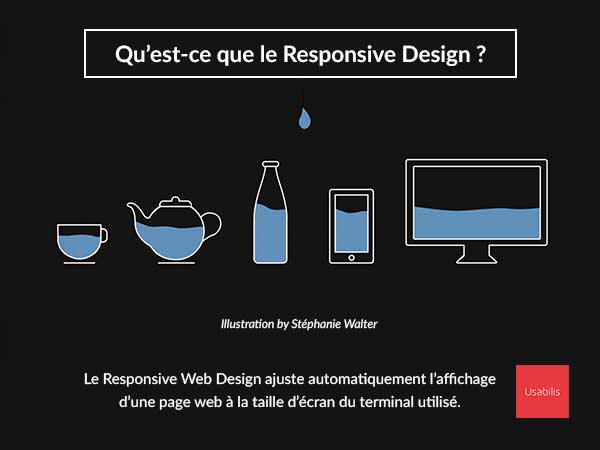 Qu’est-ce que le Responsive Design ?
Illustration by Stéphanie Walter
Le Responsive Web Design ajuste automatiquement l’affichage
d’une page web à la taille d’écran du terminal utilisé.
Usabilis